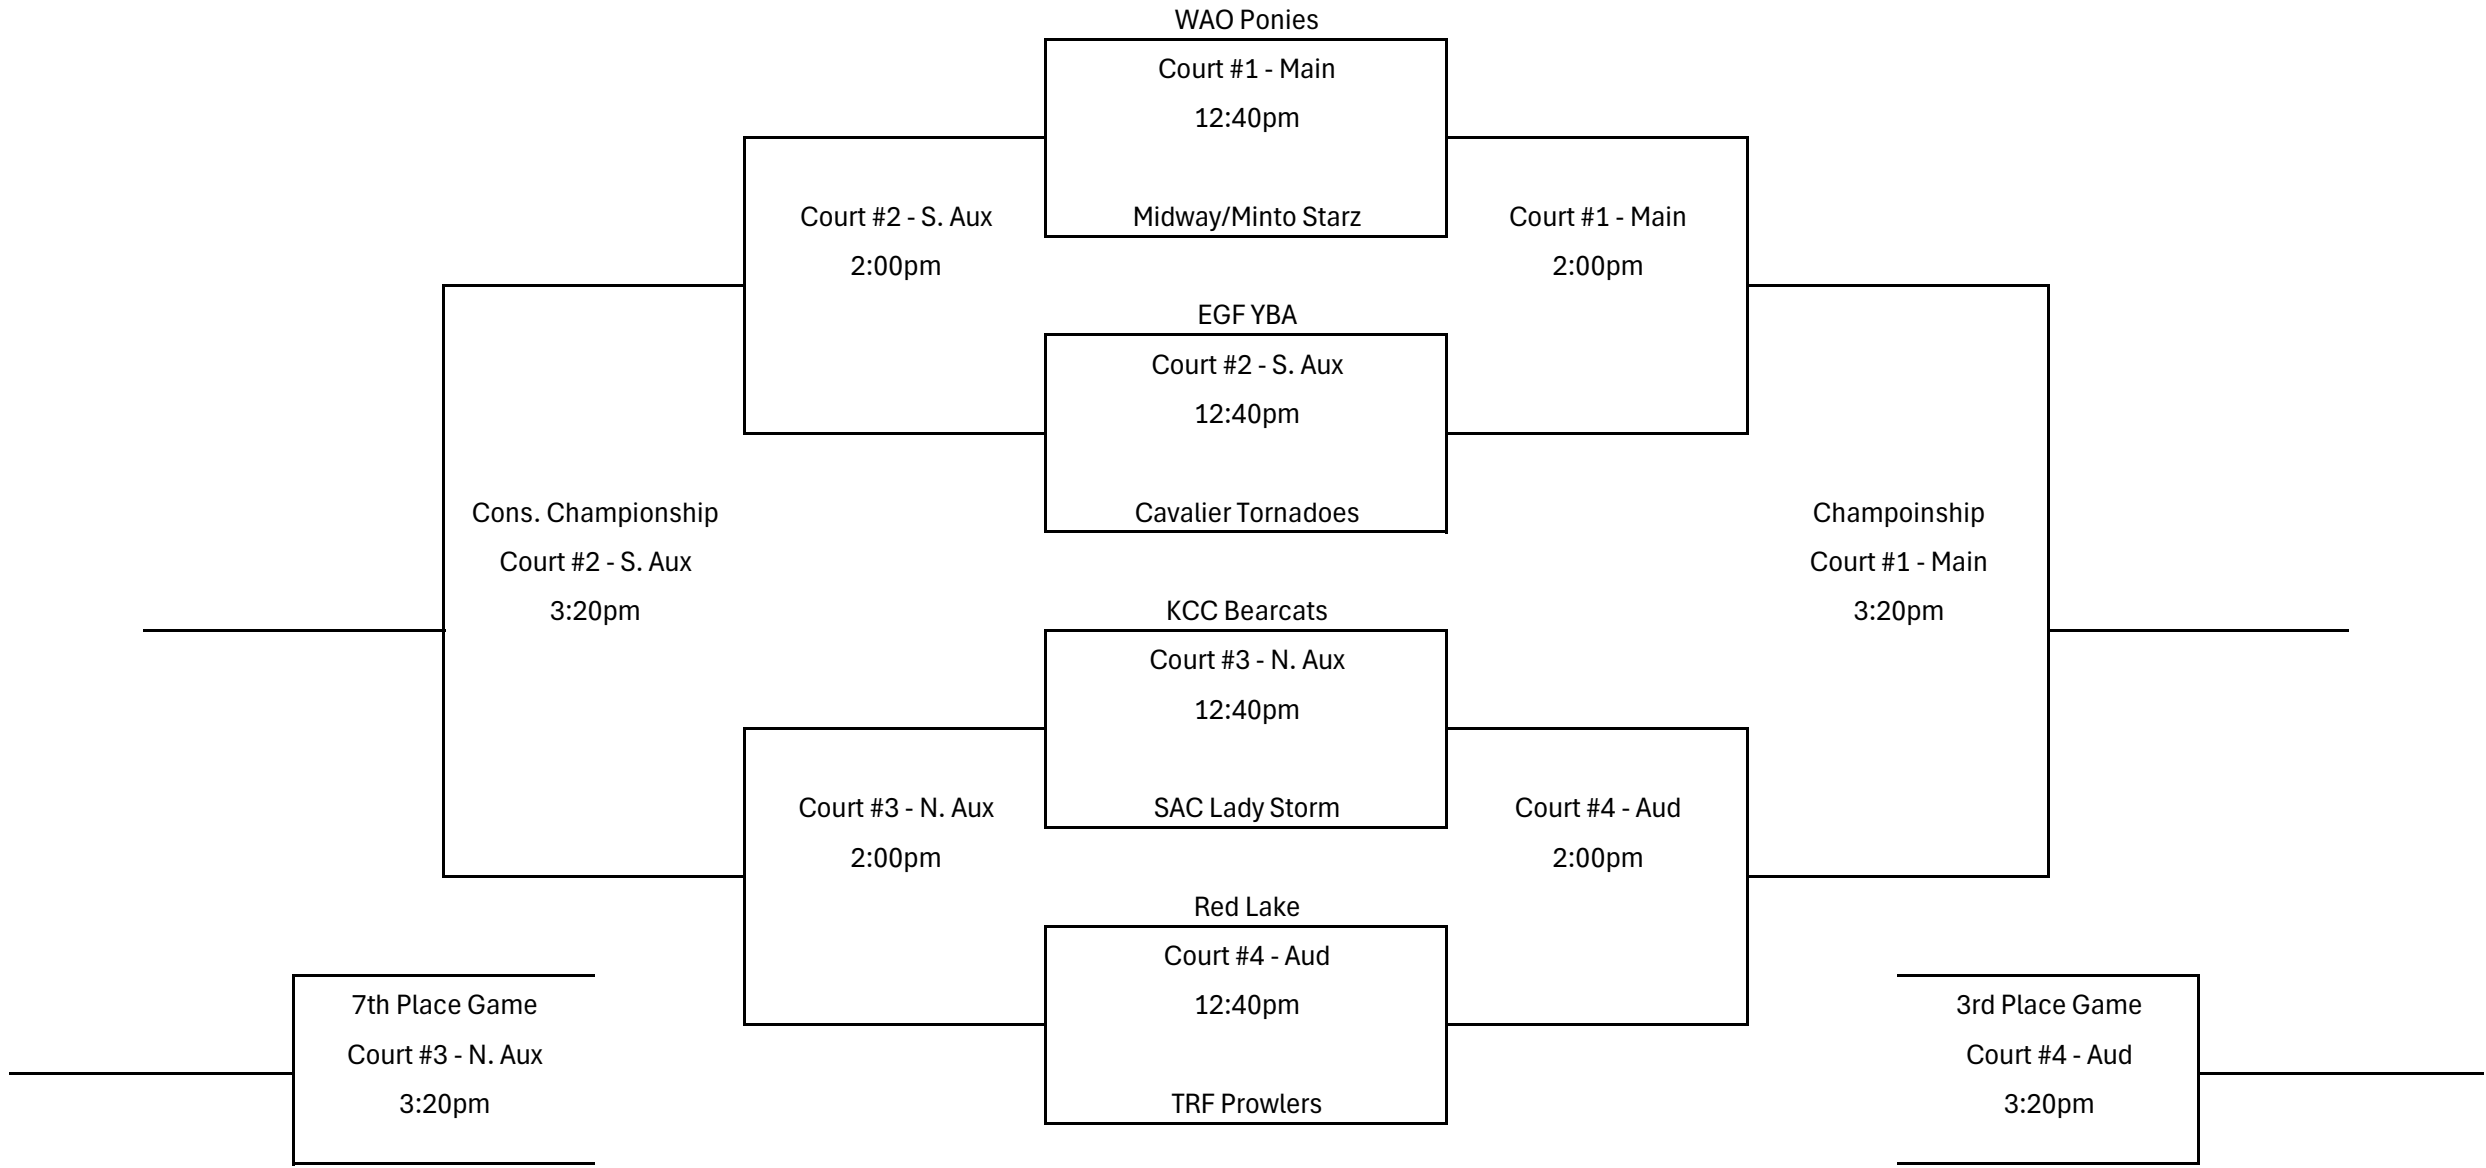 WAO Ponies
Court #1 - Main
12:40pm
Midway/Minto Starz
Court #2 - S. Aux
2:00pm
Court #1 - Main
2:00pm
EGF YBA
Court #2 - S. Aux
12:40pm
Cavalier Tornadoes
Cons. Championship
Court #2 - S. Aux
3:20pm
Champoinship
Court #1 - Main
3:20pm
KCC Bearcats
Court #3 - N. Aux
12:40pm
SAC Lady Storm
Court #3 - N. Aux
2:00pm
Court #4 - Aud
2:00pm
Red Lake
Court #4 - Aud
12:40pm
TRF Prowlers
7th Place Game
Court #3 - N. Aux
3:20pm
3rd Place Game
Court #4 - Aud
3:20pm